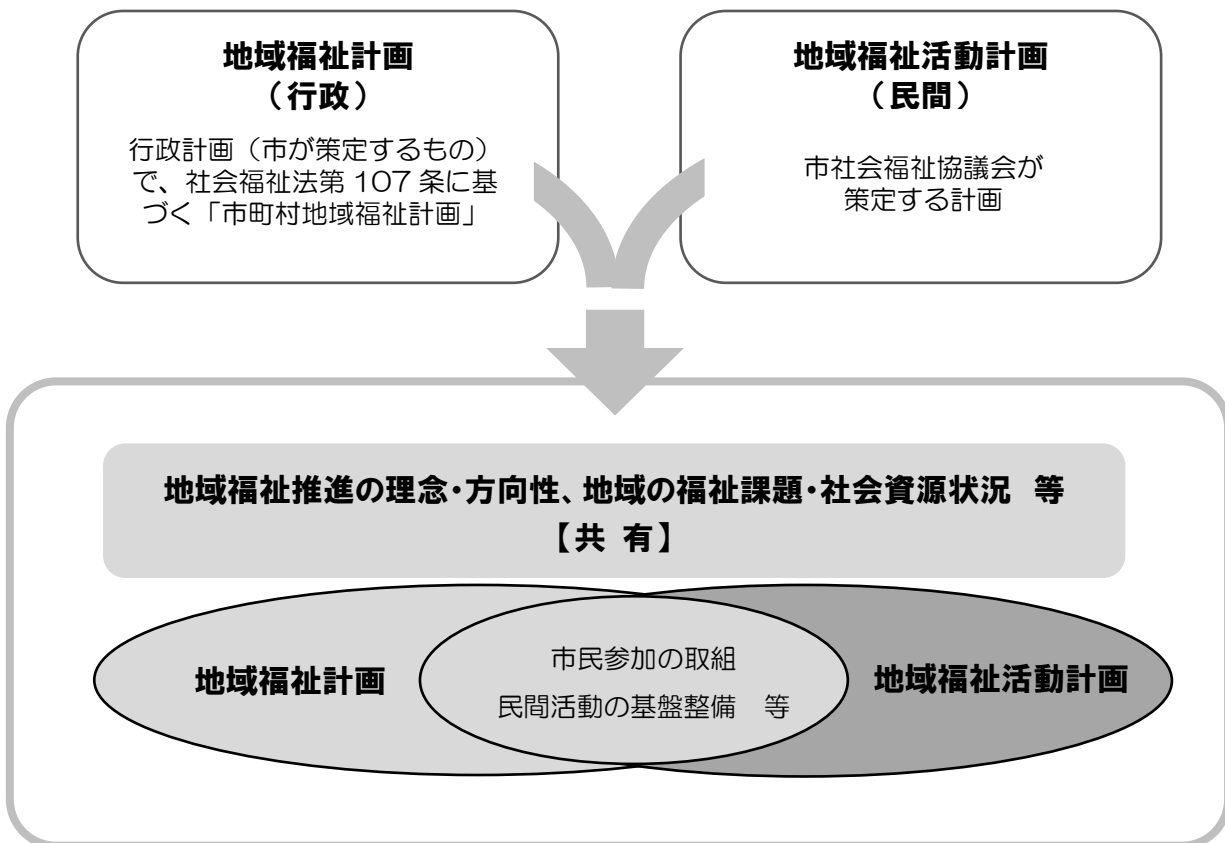 地域福祉計画
（行政）
行政計画（市が策定するもの）
で、社会福祉法第 107 条に基
づく「市町村地域福祉計画」
地域福祉活動計画
（民間）
市社会福祉協議会が
策定する計画
地域福祉推進の理念・方向性、地域の福祉課題・社会資源状況　等
【共 有】
地域福祉計画
市民参加の取組
民間活動の基盤整備　等
地域福祉活動計画